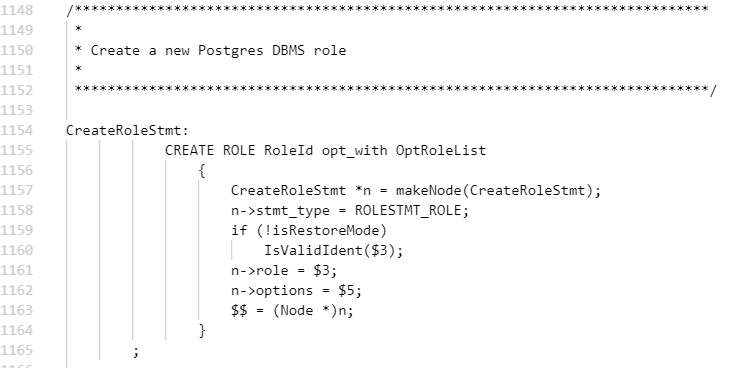 1148 /*****************************************************************************
1149 *
1150 * Create a new Postgres DBMS role
1151 *
1152 *****************************************************************************/
1153
1154 CreateRoleStmt:
1155 CREATE ROLE RoleId opt_with OptRoleList
1156 {
1157 CreateRoleStmt *n = makeNode(CreateRoleStmt);
1158 n->stmt_type = ROLESTMT_ROLE;
1159 if (!isRestoreMode)
1160 IsValidIdent($3);
1161 n->role = $3;
1162 n->options = $5;
1163 $$ = (Node *)n;
1164 }
1165 ;